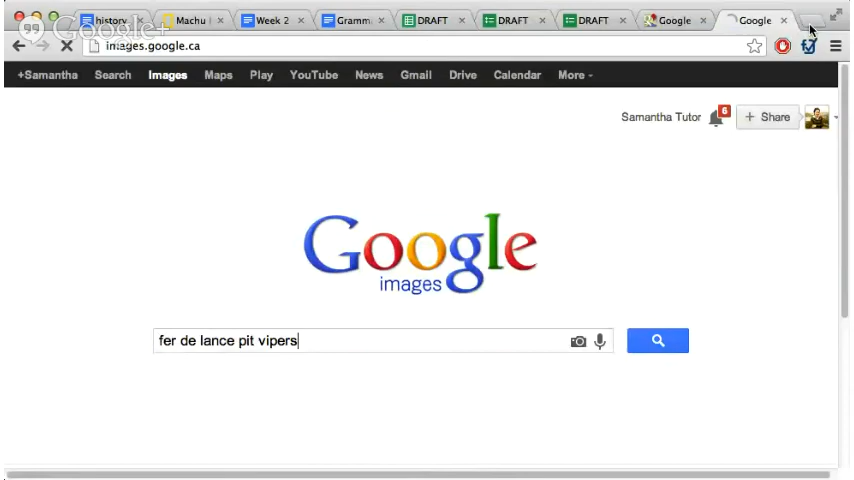 history
Machu
Week 2
Gramm
DRAFT
DRAFT
DRAFT
Google
Google
Google+
images.google.ca
+Samantha Search Images Maps Play YouTube News Gmail Drive Calendar More
Samantha Tutor 6 + Share
Google
images
fer de lance pit vipers